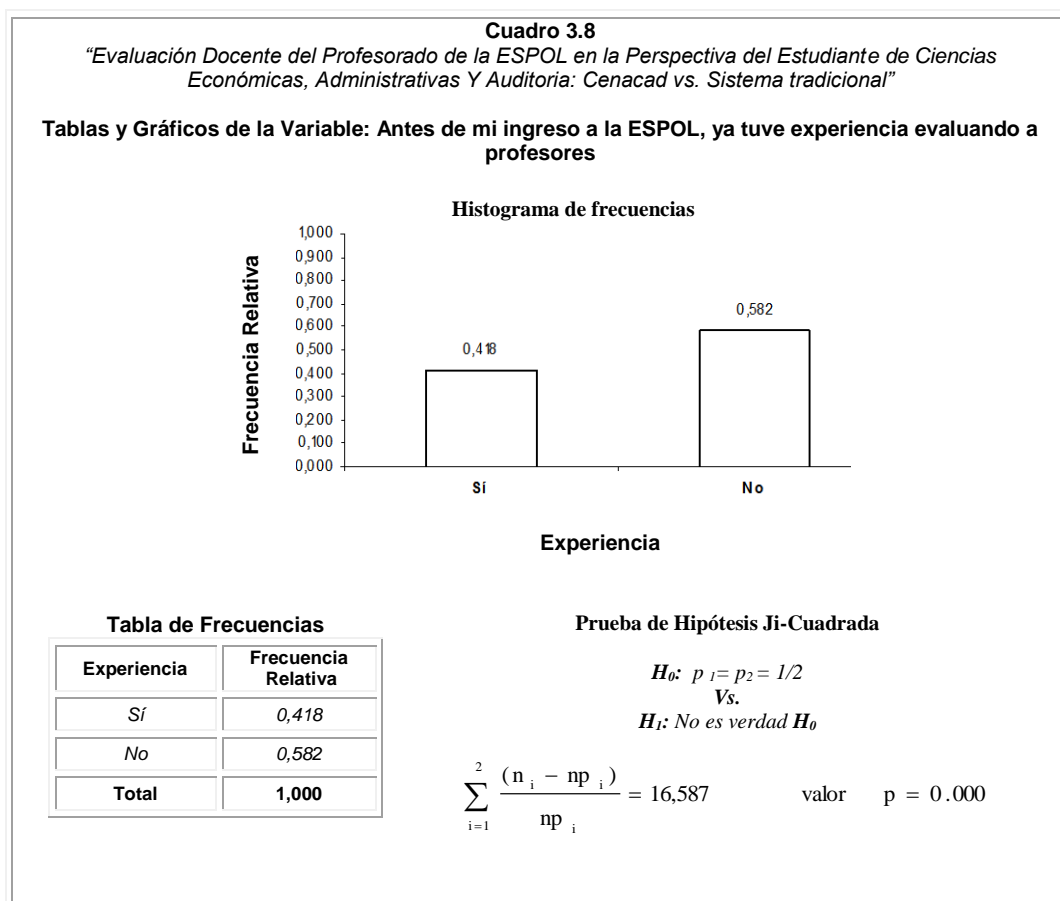 Cuadro 3.8
“Evaluación Docente del Profesorado de la ESPOL en la Perspectiva del Estudiante de Ciencias
Económicas, Administrativas Y Auditoria: Cenacad vs. Sistema tradicional”
Tablas y Gráficos de la Variable: Antes de mi ingreso a la ESPOL, ya tuve experiencia evaluando a
profesores
Histograma de frecuencias
Frecuencia Relativa
1,000
0,900
0,800
0,700
0,600
0,500
0,400
0,300
0,200
0,100
0,000
0,418
0,582
Sí
No
Experiencia
Tabla de Frecuencias
Experiencia Frecuencia Relativa
Sí 0,418
No 0,582
Total 1,000
Prueba de Hipótesis Ji-Cuadrada
H₀: p ₁= p₂ = 1/2
Vs.
H₁: No es verdad H₀
∑ i=1 2 (n i − np i) / np i = 16,587 valor p = 0.000